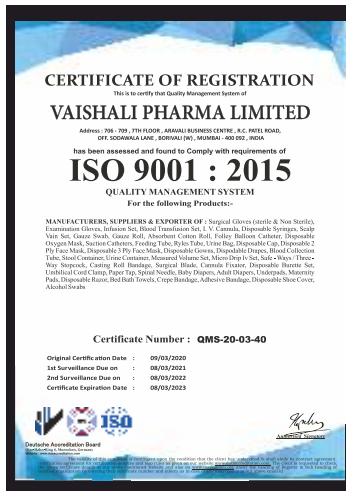 CERTIFICATE OF REGISTRATION
This is to certify that Quality Management System of
VAISHALI PHARMA LIMITED
Address : 706 - 709 , 7TH FLOOR , ARAVALI BUSINESS CENTRE , R.C. PATEL ROAD,
OFF. SODAWALA LANE , BORIVALI (W) , MUMBAI - 400 092 , INDIA
has been assessed and found to Comply with requirements of
ISO 9001 : 2015
QUALITY MANAGEMENT SYSTEM
For the following Products:-
MANUFACTURERS, SUPPLIERS & EXPORTER OF : Surgical Gloves (sterile & Non Sterile),
Examination Gloves, Infusion Set, Blood Transfusion Set, I. V. Cannula, Disposable Syringes, Scalp
Vain Set, Gauze Swab, Gauze Roll, Absorbent Cotton Roll, Folley Balloon Catheter, Disposable
Oxygen Mask, Suction Catheters, Feeding Tube, Ryles Tube, Urine Bag, Disposable Cap, Disposable 2
Ply Face Mask, Disposable 3 Ply Face Mask, Disposable Gowns, Dispodable Drapes, Blood Collection
Tube, Stool Container, Urine Container, Measured Volume Set, Micro Drip Iv Set, Safe - Ways / Three -
Way Stopcock, Casting Roll Bandage, Surgical Blade, Cannula Fixator, Disposable Burette Set,
Umbilical Cord Clamp, Paper Tap, Spinal Needle, Baby Diapers, Adult Diapers, Underpads, Maternity
Pads, Disposable Razor, Bed Bath Towels, Crepe Bandage, Adhesive Bandage, Disposable Shoe Cover,
Alcohol Swabs
Certificate Number : QMS-20-03-40
Original Certification Date : 09/03/2020
1st Surveillance Due on : 08/03/2021
2nd Surveillance Due on : 08/03/2022
Certificate Expiration Date : 08/03/2023
ISO
Deutsche Accreditation Board
Authorised Signatory